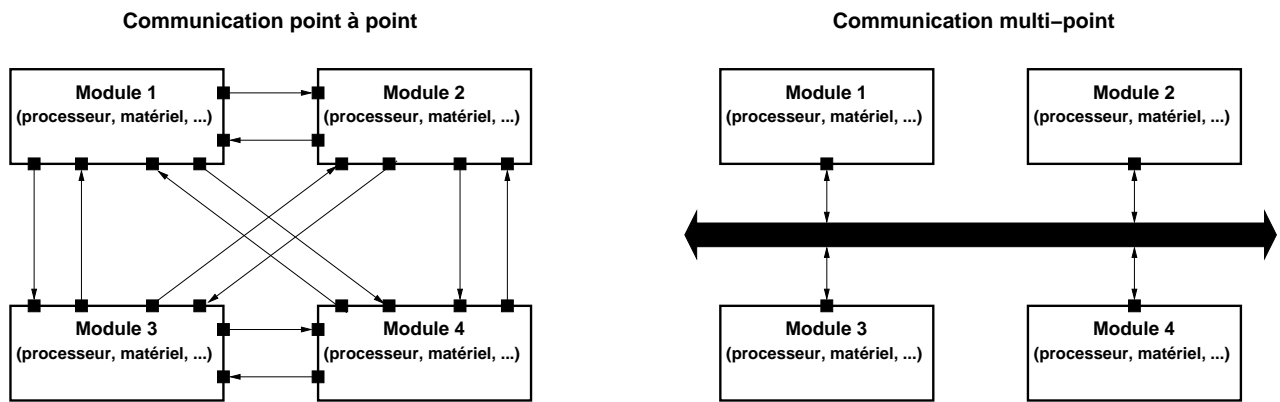 Communication point à point
Communication multi−point
Module 1
(processeur, matériel, ...)
Module 2
(processeur, matériel, ...)
Module 1
(processeur, matériel, ...)
Module 2
(processeur, matériel, ...)
Module 3
(processeur, matériel, ...)
Module 4
(processeur, matériel, ...)
Module 3
(processeur, matériel, ...)
Module 4
(processeur, matériel, ...)